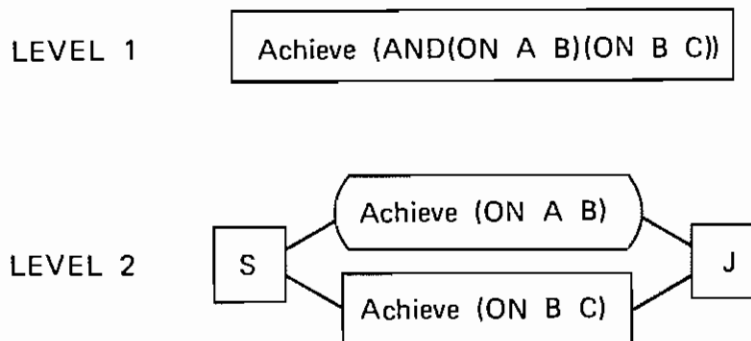 LEVEL 1 Achieve (AND(ON A B)(ON B C))
Achieve (ON A B)
LEVEL 2 S J
Achieve (ON B C)